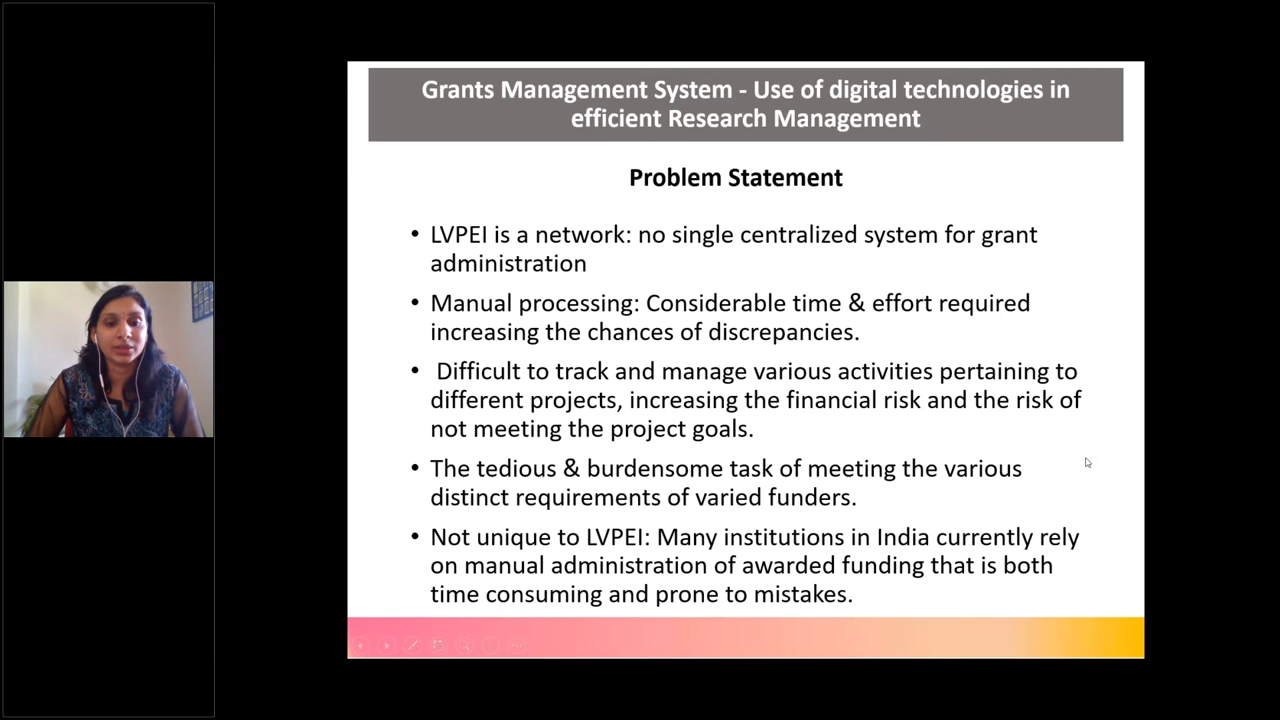 Grants Management System - Use of digital technologies in
efficient Research Management
Problem Statement
• LVPEI is a network: no single centralized system for grant
administration
• Manual processing: Considerable time & effort required
increasing the chances of discrepancies.
• Difficult to track and manage various activities pertaining to
different projects, increasing the financial risk and the risk of
not meeting the project goals.
• The tedious & burdensome task of meeting the various
distinct requirements of varied funders.
• Not unique to LVPEI: Many institutions in India currently rely
on manual administration of awarded funding that is both
time consuming and prone to mistakes.